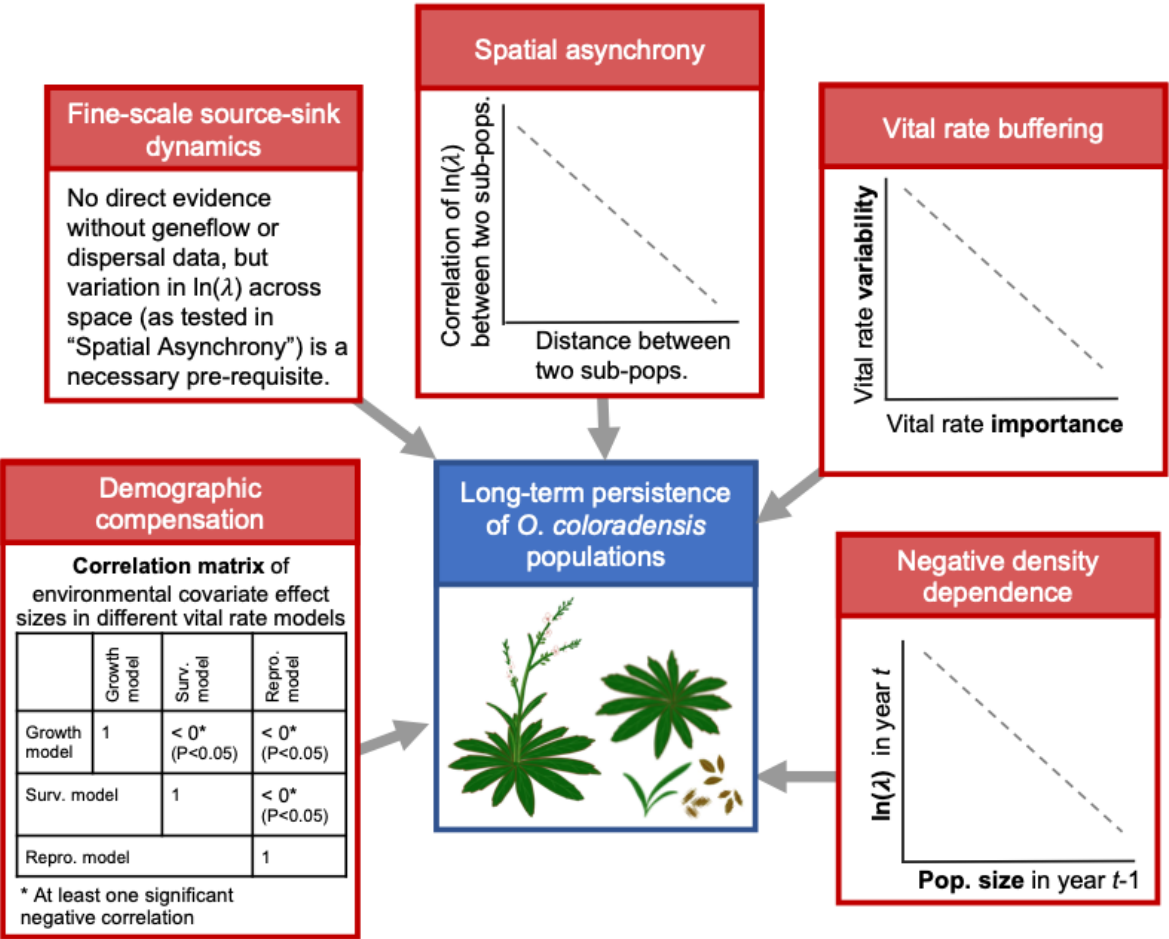 Spatial asynchrony
Correlation of ln(λ)
between two sub-pops.
Distance between
two sub-pops.
Fine-scale source-sink
dynamics
No direct evidence
without geneflow or
dispersal data, but
variation in ln(λ) across
space (as tested in
“Spatial Asynchrony”) is a
necessary pre-requisite.
Vital rate buffering
Vital rate variability
Vital rate importance
Long-term persistence
of O. coloradensis
populations
Demographic
compensation
Correlation matrix of
environmental covariate effect
sizes in different vital rate models
Growth
model
Surv.
model
Repro.
model
Growth
model
1
< 0*
(P<0.05)
< 0*
(P<0.05)
Surv. model
1
< 0*
(P<0.05)
Repro. model
1
* At least one significant
negative correlation
Negative density
dependence
ln(λ) in year t
Pop. size in year t-1